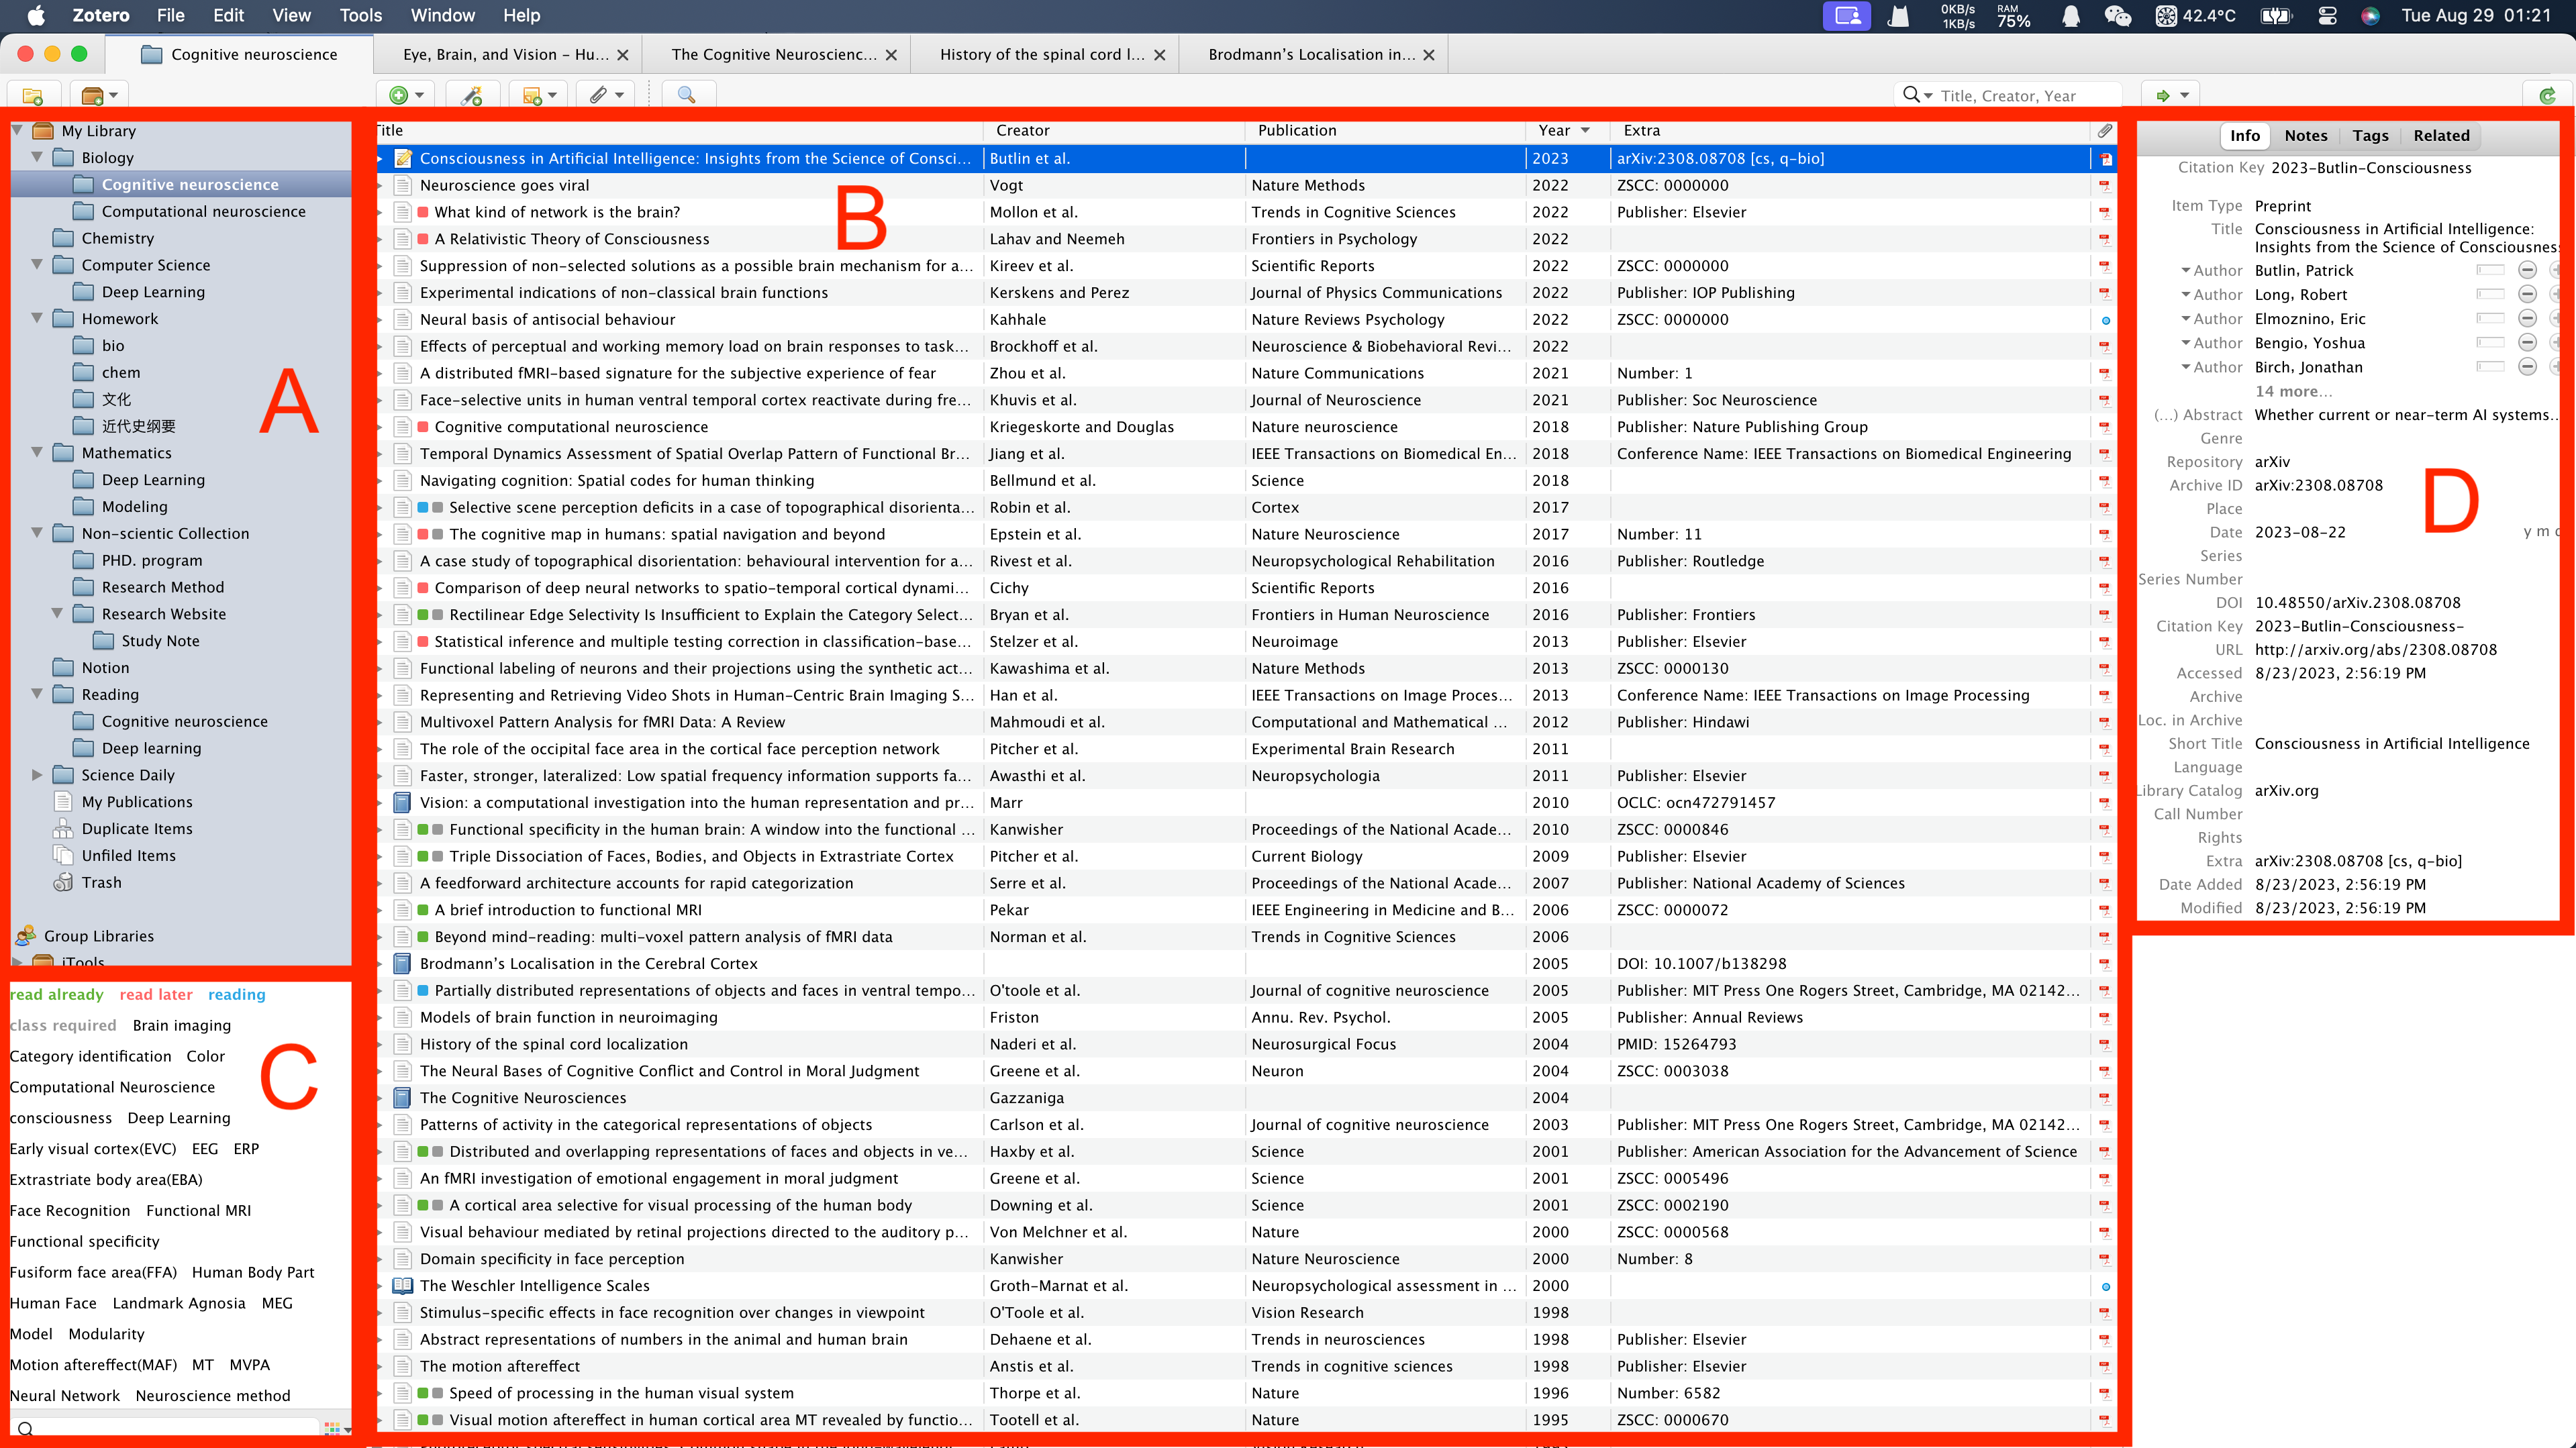 Zotero File Edit View Tools Window Help 0KB/s 1KB/s RAM 75% 42.4°C Tue Aug 29 01:21
Cognitive neuroscience Eye, Brain, and Vision – Hu... The Cognitive Neuroscienc... History of the spinal cord l... Brodmann’s Localisation in...
Title, Creator, Year
My Library
Biology
Cognitive neuroscience
Computational neuroscience
Chemistry
Computer Science
Deep Learning
Homework
bio
chem
文化
近代史纲要
Mathematics
Deep Learning
Modeling
Non-scientic Collection
PHD. program
Research Method
Research Website
Study Note
Notion
Reading
Cognitive neuroscience
Deep learning
Science Daily
My Publications
Duplicate Items
Unfiled Items
Trash
Group Libraries
iTools
A
read already read later reading
class required Brain imaging
Category identification Color
Computational Neuroscience
consciousness Deep Learning
Early visual cortex(EVC) EEG ERP
Extrastriate body area(EBA)
Face Recognition Functional MRI
Functional specificity
Fusiform face area(FFA) Human Body Part
Human Face Landmark Agnosia MEG
Model Modularity
Motion aftereffect(MAF) MT MVPA
Neural Network Neuroscience method
C
Title Creator Publication Year Extra
Consciousness in Artificial Intelligence: Insights from the Science of Consci... Butlin et al. 2023 arXiv:2308.08708 [cs, q-bio]
Neuroscience goes viral Vogt Nature Methods 2022 ZSCC: 0000000
What kind of network is the brain? Mollon et al. Trends in Cognitive Sciences 2022 Publisher: Elsevier
A Relativistic Theory of Consciousness Lahav and Neemeh Frontiers in Psychology 2022
Suppression of non-selected solutions as a possible brain mechanism for a... Kireev et al. Scientific Reports 2022 ZSCC: 0000000
Experimental indications of non-classical brain functions Kerskens and Perez Journal of Physics Communications 2022 Publisher: IOP Publishing
Neural basis of antisocial behaviour Kahhale Nature Reviews Psychology 2022 ZSCC: 0000000
Effects of perceptual and working memory load on brain responses to task... Brockhoff et al. Neuroscience & Biobehavioral Revi... 2022
A distributed fMRI-based signature for the subjective experience of fear Zhou et al. Nature Communications 2021 Number: 1
Face-selective units in human ventral temporal cortex reactivate during fre... Khuvis et al. Journal of Neuroscience 2021 Publisher: Soc Neuroscience
Cognitive computational neuroscience Kriegeskorte and Douglas Nature neuroscience 2018 Publisher: Nature Publishing Group
Temporal Dynamics Assessment of Spatial Overlap Pattern of Functional Br... Jiang et al. IEEE Transactions on Biomedical En... 2018 Conference Name: IEEE Transactions on Biomedical Engineering
Navigating cognition: Spatial codes for human thinking Bellmund et al. Science 2018
Selective scene perception deficits in a case of topographical disorienta... Robin et al. Cortex 2017
The cognitive map in humans: spatial navigation and beyond Epstein et al. Nature Neuroscience 2017 Number: 11
A case study of topographical disorientation: behavioural intervention for a... Rivest et al. Neuropsychological Rehabilitation 2016 Publisher: Routledge
Comparison of deep neural networks to spatio-temporal cortical dynami... Cichy Scientific Reports 2016
Rectilinear Edge Selectivity Is Insufficient to Explain the Category Select... Bryan et al. Frontiers in Human Neuroscience 2016 Publisher: Frontiers
Statistical inference and multiple testing correction in classification-base... Stelzer et al. Neuroimage 2013 Publisher: Elsevier
Functional labeling of neurons and their projections using the synthetic act... Kawashima et al. Nature Methods 2013 ZSCC: 0000130
Representing and Retrieving Video Shots in Human-Centric Brain Imaging S... Han et al. IEEE Transactions on Image Proces... 2013 Conference Name: IEEE Transactions on Image Processing
Multivoxel Pattern Analysis for fMRI Data: A Review Mahmoudi et al. Computational and Mathematical ... 2012 Publisher: Hindawi
The role of the occipital face area in the cortical face perception network Pitcher et al. Experimental Brain Research 2011
Faster, stronger, lateralized: Low spatial frequency information supports fa... Awasthi et al. Neuropsychologia 2011 Publisher: Elsevier
Vision: a computational investigation into the human representation and pr... Marr 2010 OCLC: ocn472791457
Functional specificity in the human brain: A window into the functional ... Kanwisher Proceedings of the National Acade... 2010 ZSCC: 0000846
Triple Dissociation of Faces, Bodies, and Objects in Extrastriate Cortex Pitcher et al. Current Biology 2009 Publisher: Elsevier
A feedforward architecture accounts for rapid categorization Serre et al. Proceedings of the National Acade... 2007 Publisher: National Academy of Sciences
A brief introduction to functional MRI Pekar IEEE Engineering in Medicine and B... 2006 ZSCC: 0000072
Beyond mind-reading: multi-voxel pattern analysis of fMRI data Norman et al. Trends in Cognitive Sciences 2006
Brodmann’s Localisation in the Cerebral Cortex 2005 DOI: 10.1007/b138298
Partially distributed representations of objects and faces in ventral tempo... O'toole et al. Journal of cognitive neuroscience 2005 Publisher: MIT Press One Rogers Street, Cambridge, MA 02142...
Models of brain function in neuroimaging Friston Annu. Rev. Psychol. 2005 Publisher: Annual Reviews
History of the spinal cord localization Naderi et al. Neurosurgical Focus 2004 PMID: 15264793
The Neural Bases of Cognitive Conflict and Control in Moral Judgment Greene et al. Neuron 2004 ZSCC: 0003038
The Cognitive Neurosciences Gazzaniga 2004
Patterns of activity in the categorical representations of objects Carlson et al. Journal of cognitive neuroscience 2003 Publisher: MIT Press One Rogers Street, Cambridge, MA 02142...
Distributed and overlapping representations of faces and objects in ve... Haxby et al. Science 2001 Publisher: American Association for the Advancement of Science
An fMRI investigation of emotional engagement in moral judgment Greene et al. Science 2001 ZSCC: 0005496
A cortical area selective for visual processing of the human body Downing et al. Science 2001 ZSCC: 0002190
Visual behaviour mediated by retinal projections directed to the auditory p... Von Melchner et al. Nature 2000 ZSCC: 0000568
Domain specificity in face perception Kanwisher Nature Neuroscience 2000 Number: 8
The Weschler Intelligence Scales Groth-Marnat et al. Neuropsychological assessment in ... 2000
Stimulus-specific effects in face recognition over changes in viewpoint O'Toole et al. Vision Research 1998
Abstract representations of numbers in the animal and human brain Dehaene et al. Trends in neurosciences 1998 Publisher: Elsevier
The motion aftereffect Anstis et al. Trends in cognitive sciences 1998 Publisher: Elsevier
Speed of processing in the human visual system Thorpe et al. Nature 1996 Number: 6582
Visual motion aftereffect in human cortical area MT revealed by functio... Tootell et al. Nature 1995 ZSCC: 0000670
B
Info Notes Tags Related
Citation Key 2023-Butlin-Consciousness
Item Type Preprint
Title Consciousness in Artificial Intelligence:
Insights from the Science of Consciousness
Author Butlin, Patrick
Author Long, Robert
Author Elmoznino, Eric
Author Bengio, Yoshua
Author Birch, Jonathan
14 more...
(...) Abstract Whether current or near-term AI systems...
Genre
Repository arXiv
Archive ID arXiv:2308.08708
Place
Date 2023-08-22 y m d
Series
Series Number
DOI 10.48550/arXiv.2308.08708
Citation Key 2023-Butlin-Consciousness-
URL http://arxiv.org/abs/2308.08708
Accessed 8/23/2023, 2:56:19 PM
Archive
Loc. in Archive
Short Title Consciousness in Artificial Intelligence
Language
Library Catalog arXiv.org
Call Number
Rights
Extra arXiv:2308.08708 [cs, q-bio]
Date Added 8/23/2023, 2:56:19 PM
Modified 8/23/2023, 2:56:19 PM
D